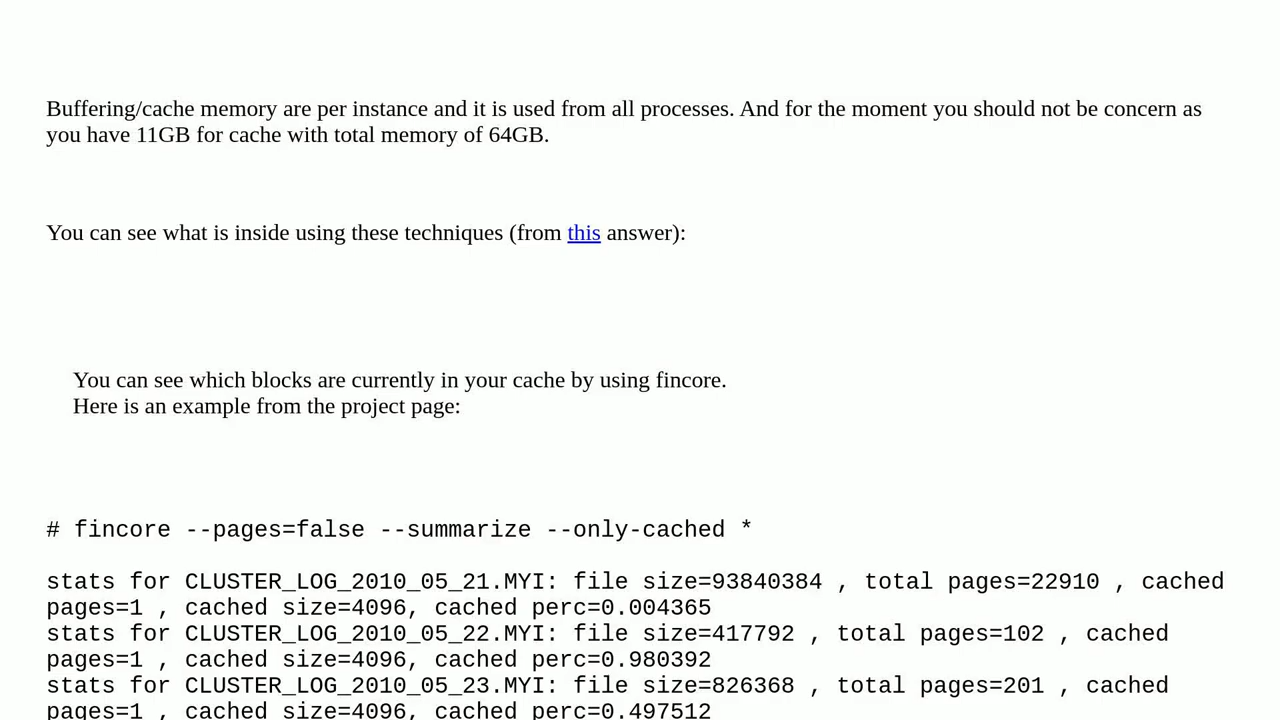 Buffering/cache memory are per instance and it is used from all processes. And for the moment you should not be concern as
you have 11GB for cache with total memory of 64GB.
You can see what is inside using these techniques (from this answer):
You can see which blocks are currently in your cache by using fincore.
Here is an example from the project page:
# fincore --pages=false --summarize --only-cached *
stats for CLUSTER_LOG_2010_05_21.MYI: file size=93840384 , total pages=22910 , cached
pages=1 , cached size=4096, cached perc=0.004365
stats for CLUSTER_LOG_2010_05_22.MYI: file size=417792 , total pages=102 , cached
pages=1 , cached size=4096, cached perc=0.980392
stats for CLUSTER_LOG_2010_05_23.MYI: file size=826368 , total pages=201 , cached
pages=1 , cached size=4096, cached perc=0.497512